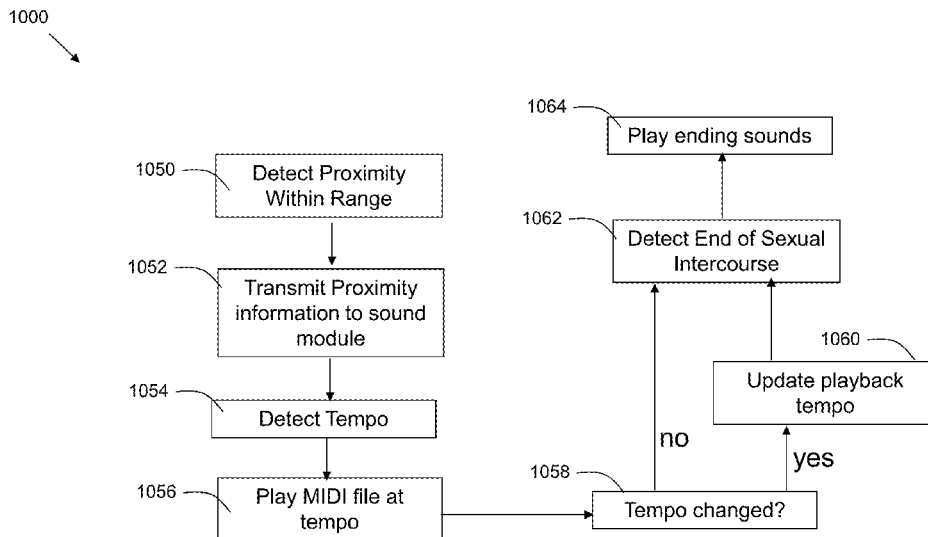 1000
1050
Detect Proximity
Within Range
1052
Transmit Proximity
information to sound
module
1054
Detect Tempo
1056
Play MIDI file at
tempo
1058
Tempo changed?
no
yes
1060
Update playback
tempo
1062
Detect End of Sexual
Intercourse
1064
Play ending sounds